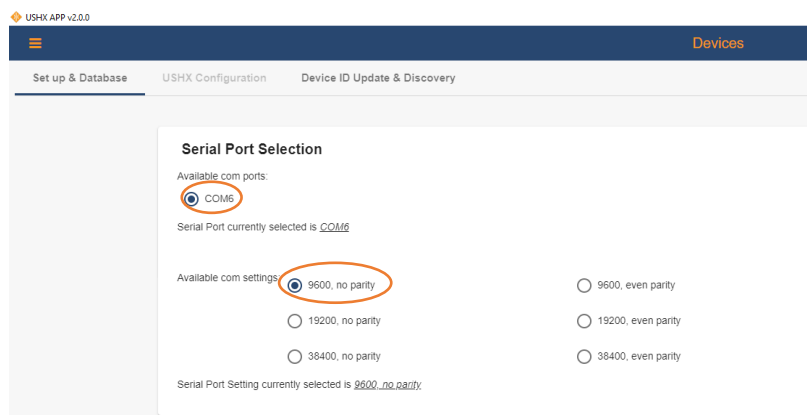 USHX APP v2.0.0
Devices
Set up & Database USHX Configuration Device ID Update & Discovery
Serial Port Selection
Available com ports:
COM6
Serial Port currently selected is COM6
Available com settings: 9600, no parity 9600, even parity
19200, no parity 19200, even parity
38400, no parity 38400, even parity
Serial Port Setting currently selected is 9600, no parity